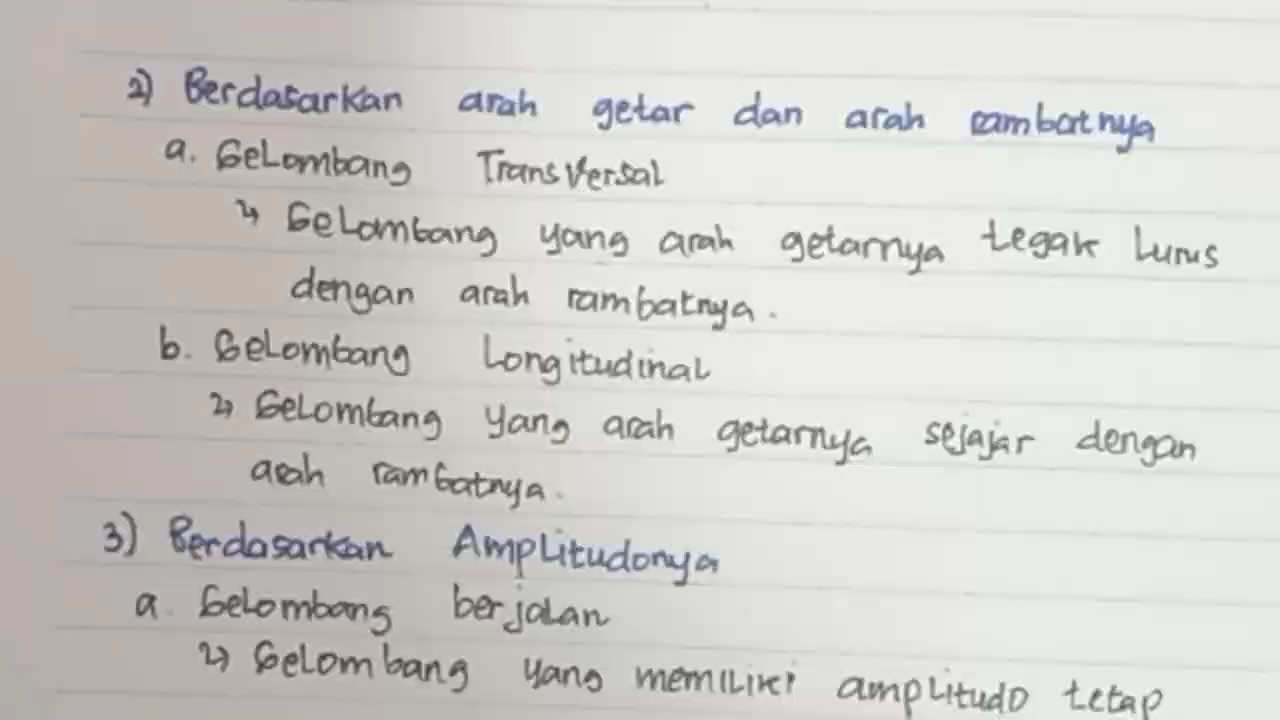 2) Berdasarkan arah getar dan arah rambatnya
a. Gelombang Transversal
↳ Gelombang yang arah getarnya tegak lurus
dengan arah rambatnya.
b. Gelombang Longitudinal
↳ Gelombang yang arah getarnya sejajar dengan
arah rambatnya.
3) Berdasarkan Amplitudonya
a. Gelombang berjalan
↳ Gelombang yang memiliki amplitudo tetap